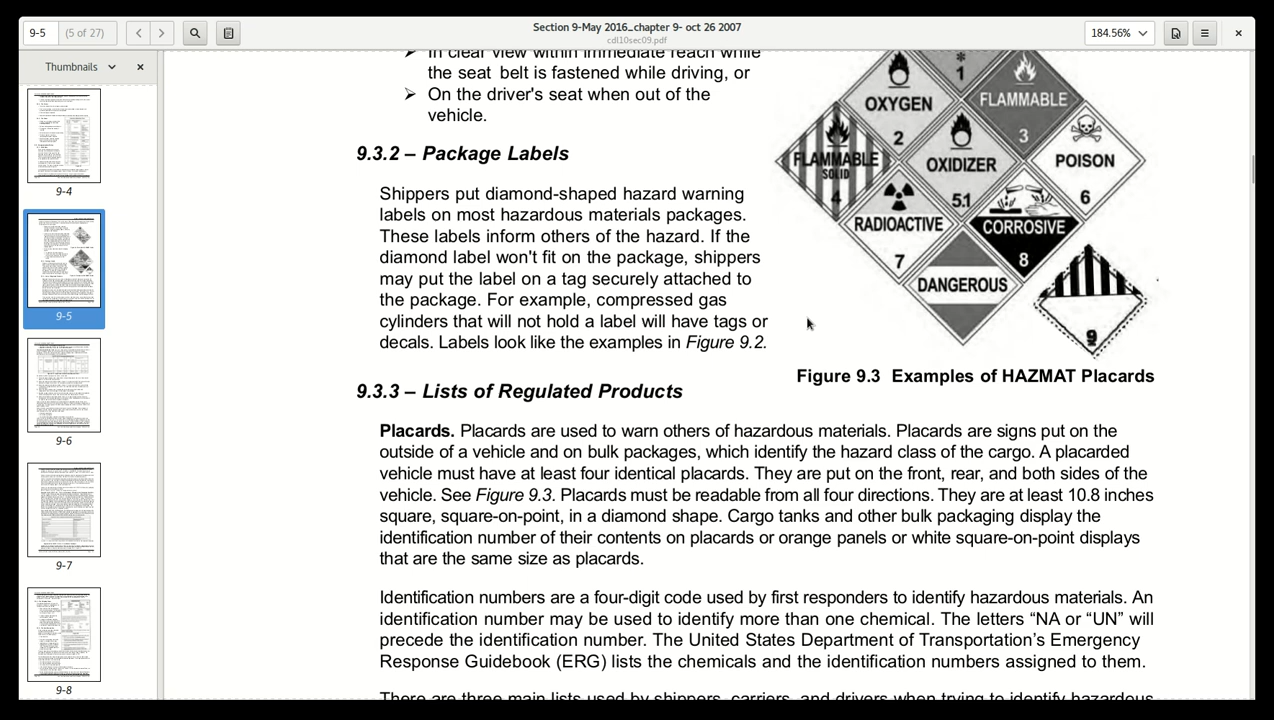 9-5
(5 of 27)
Section 9-May 2016_chapter 9- oct 26 2007
cdl10sec09.pdf
184.56%
Thumbnails
9-4
9-5
9-6
9-7
9-8
➢ In clear view within immediate reach while
the seat belt is fastened while driving, or
➢ On the driver's seat when out of the
vehicle.
9.3.2 – Package Labels
Shippers put diamond-shaped hazard warning
labels on most hazardous materials packages.
These labels inform others of the hazard. If the
diamond label won't fit on the package, shippers
may put the label on a tag securely attached to
the package. For example, compressed gas
cylinders that will not hold a label will have tags or
decals. Labels look like the examples in Figure 9.2.
*
1
OXYGEN
2
FLAMMABLE
3
FLAMMABLE
SOLID
4
OXIDIZER
5.1
POISON
6
RADIOACTIVE
7
CORROSIVE
8
DANGEROUS
9
Figure 9.3 Examples of HAZMAT Placards
9.3.3 – Lists of Regulated Products
Placards. Placards are used to warn others of hazardous materials. Placards are signs put on the
outside of a vehicle and on bulk packages, which identify the hazard class of the cargo. A placarded
vehicle must have at least four identical placards. They are put on the front, rear, and both sides of the
vehicle. See Figure 9.3. Placards must be readable from all four directions. They are at least 10.8 inches
square, square-on-point, in a diamond shape. Cargo tanks and other bulk packaging display the
identification number of their contents on placards or orange panels or white square-on-point displays
that are the same size as placards.
Identification numbers are a four-digit code used by first responders to identify hazardous materials. An
identification number may be used to identify more than one chemical. The letters “NA or “UN” will
precede the identification number. The United States Department of Transportation’s Emergency
Response Guidebook (ERG) lists the chemicals and the identification numbers assigned to them.
There are three main lists used by shippers, carriers, and drivers when trying to identify hazardous